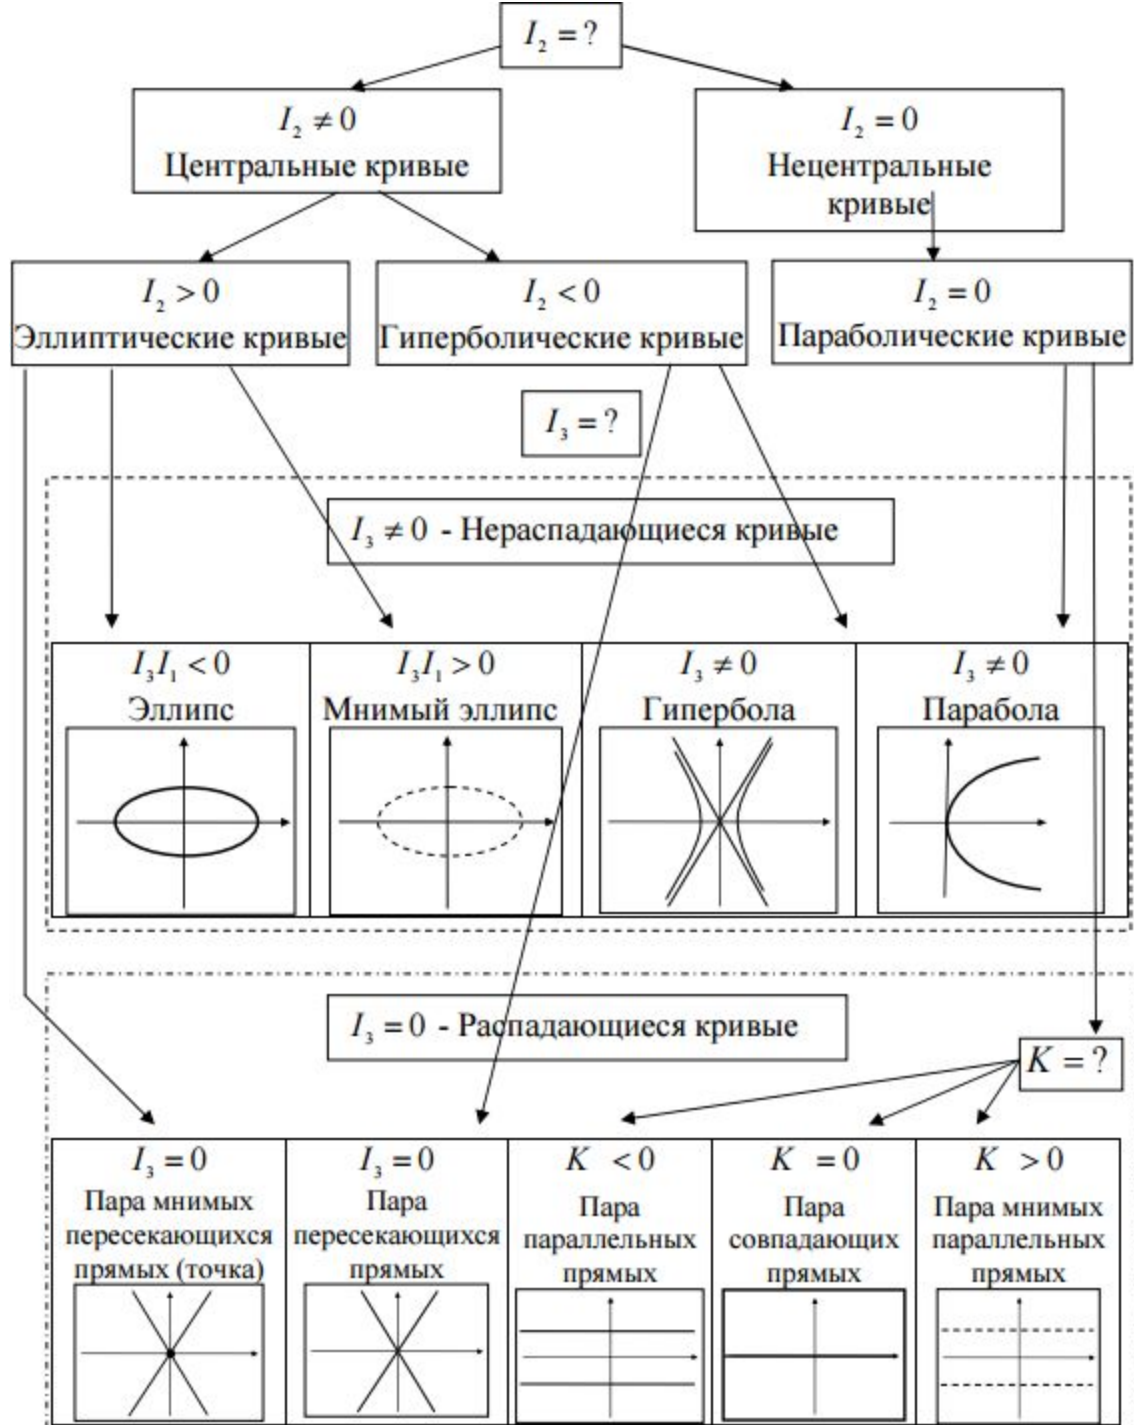 I₂ = ?
I₂ ≠ 0
Центральные кривые
I₂ = 0
Нецентральные
кривые
I₂ > 0
Эллиптические кривые
I₂ < 0
Гиперболические кривые
I₂ = 0
Параболические кривые
I₃ = ?
I₃ ≠ 0 - Нераспадающиеся кривые
I₃I₁ < 0
Эллипс
I₃I₁ > 0
Мнимый эллипс
I₃ ≠ 0
Гипербола
I₃ ≠ 0
Парабола
I₃ = 0 - Распадающиеся кривые
K = ?
I₃ = 0
Пара мнимых
пересекающихся
прямых (точка)
I₃ = 0
Пара
пересекающихся
прямых
K < 0
Пара
параллельных
прямых
K = 0
Пара
совпадающих
прямых
K > 0
Пара мнимых
параллельных
прямых